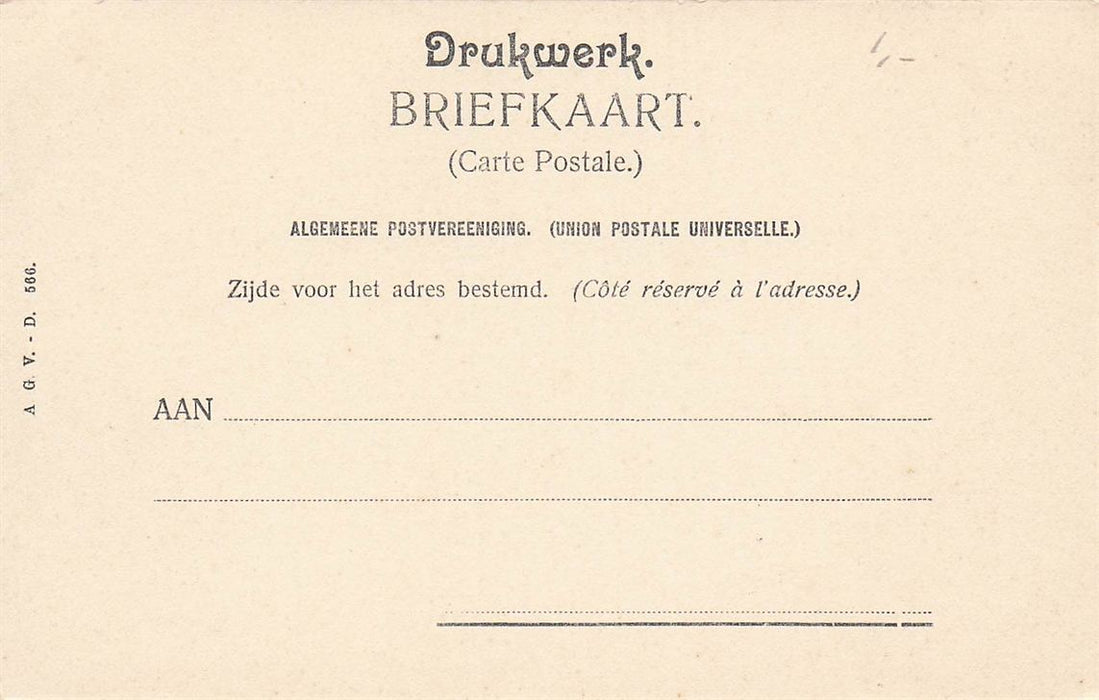 Drukwerk.
BRIEFKAART.
(Carte Postale.)
ALGEMEENE POSTVEREENIGING. (UNION POSTALE UNIVERSELLE.)
Zijde voor het adres bestemd. (Côté réservé à l'adresse.)
AAN
A G. V. - D. 566.
1,-